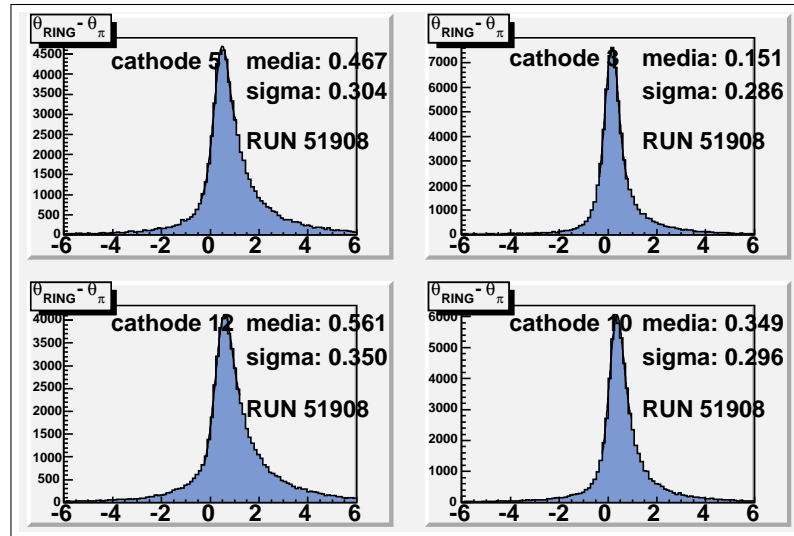 θRING - θπ
cathode 5 media: 0.467
sigma: 0.304
RUN 51908
4500
4000
3500
3000
2500
2000
1500
1000
500
0
-6 -4 -2 0 2 4 6
θRING - θπ
cathode 3 media: 0.151
sigma: 0.286
RUN 51908
7000
6000
5000
4000
3000
2000
1000
0
-6 -4 -2 0 2 4 6
θRING - θπ
cathode 12 media: 0.561
sigma: 0.350
RUN 51908
4000
3500
3000
2500
2000
1500
1000
500
0
-6 -4 -2 0 2 4 6
θRING - θπ
cathode 10 media: 0.349
sigma: 0.296
RUN 51908
6000
5000
4000
3000
2000
1000
0
-6 -4 -2 0 2 4 6